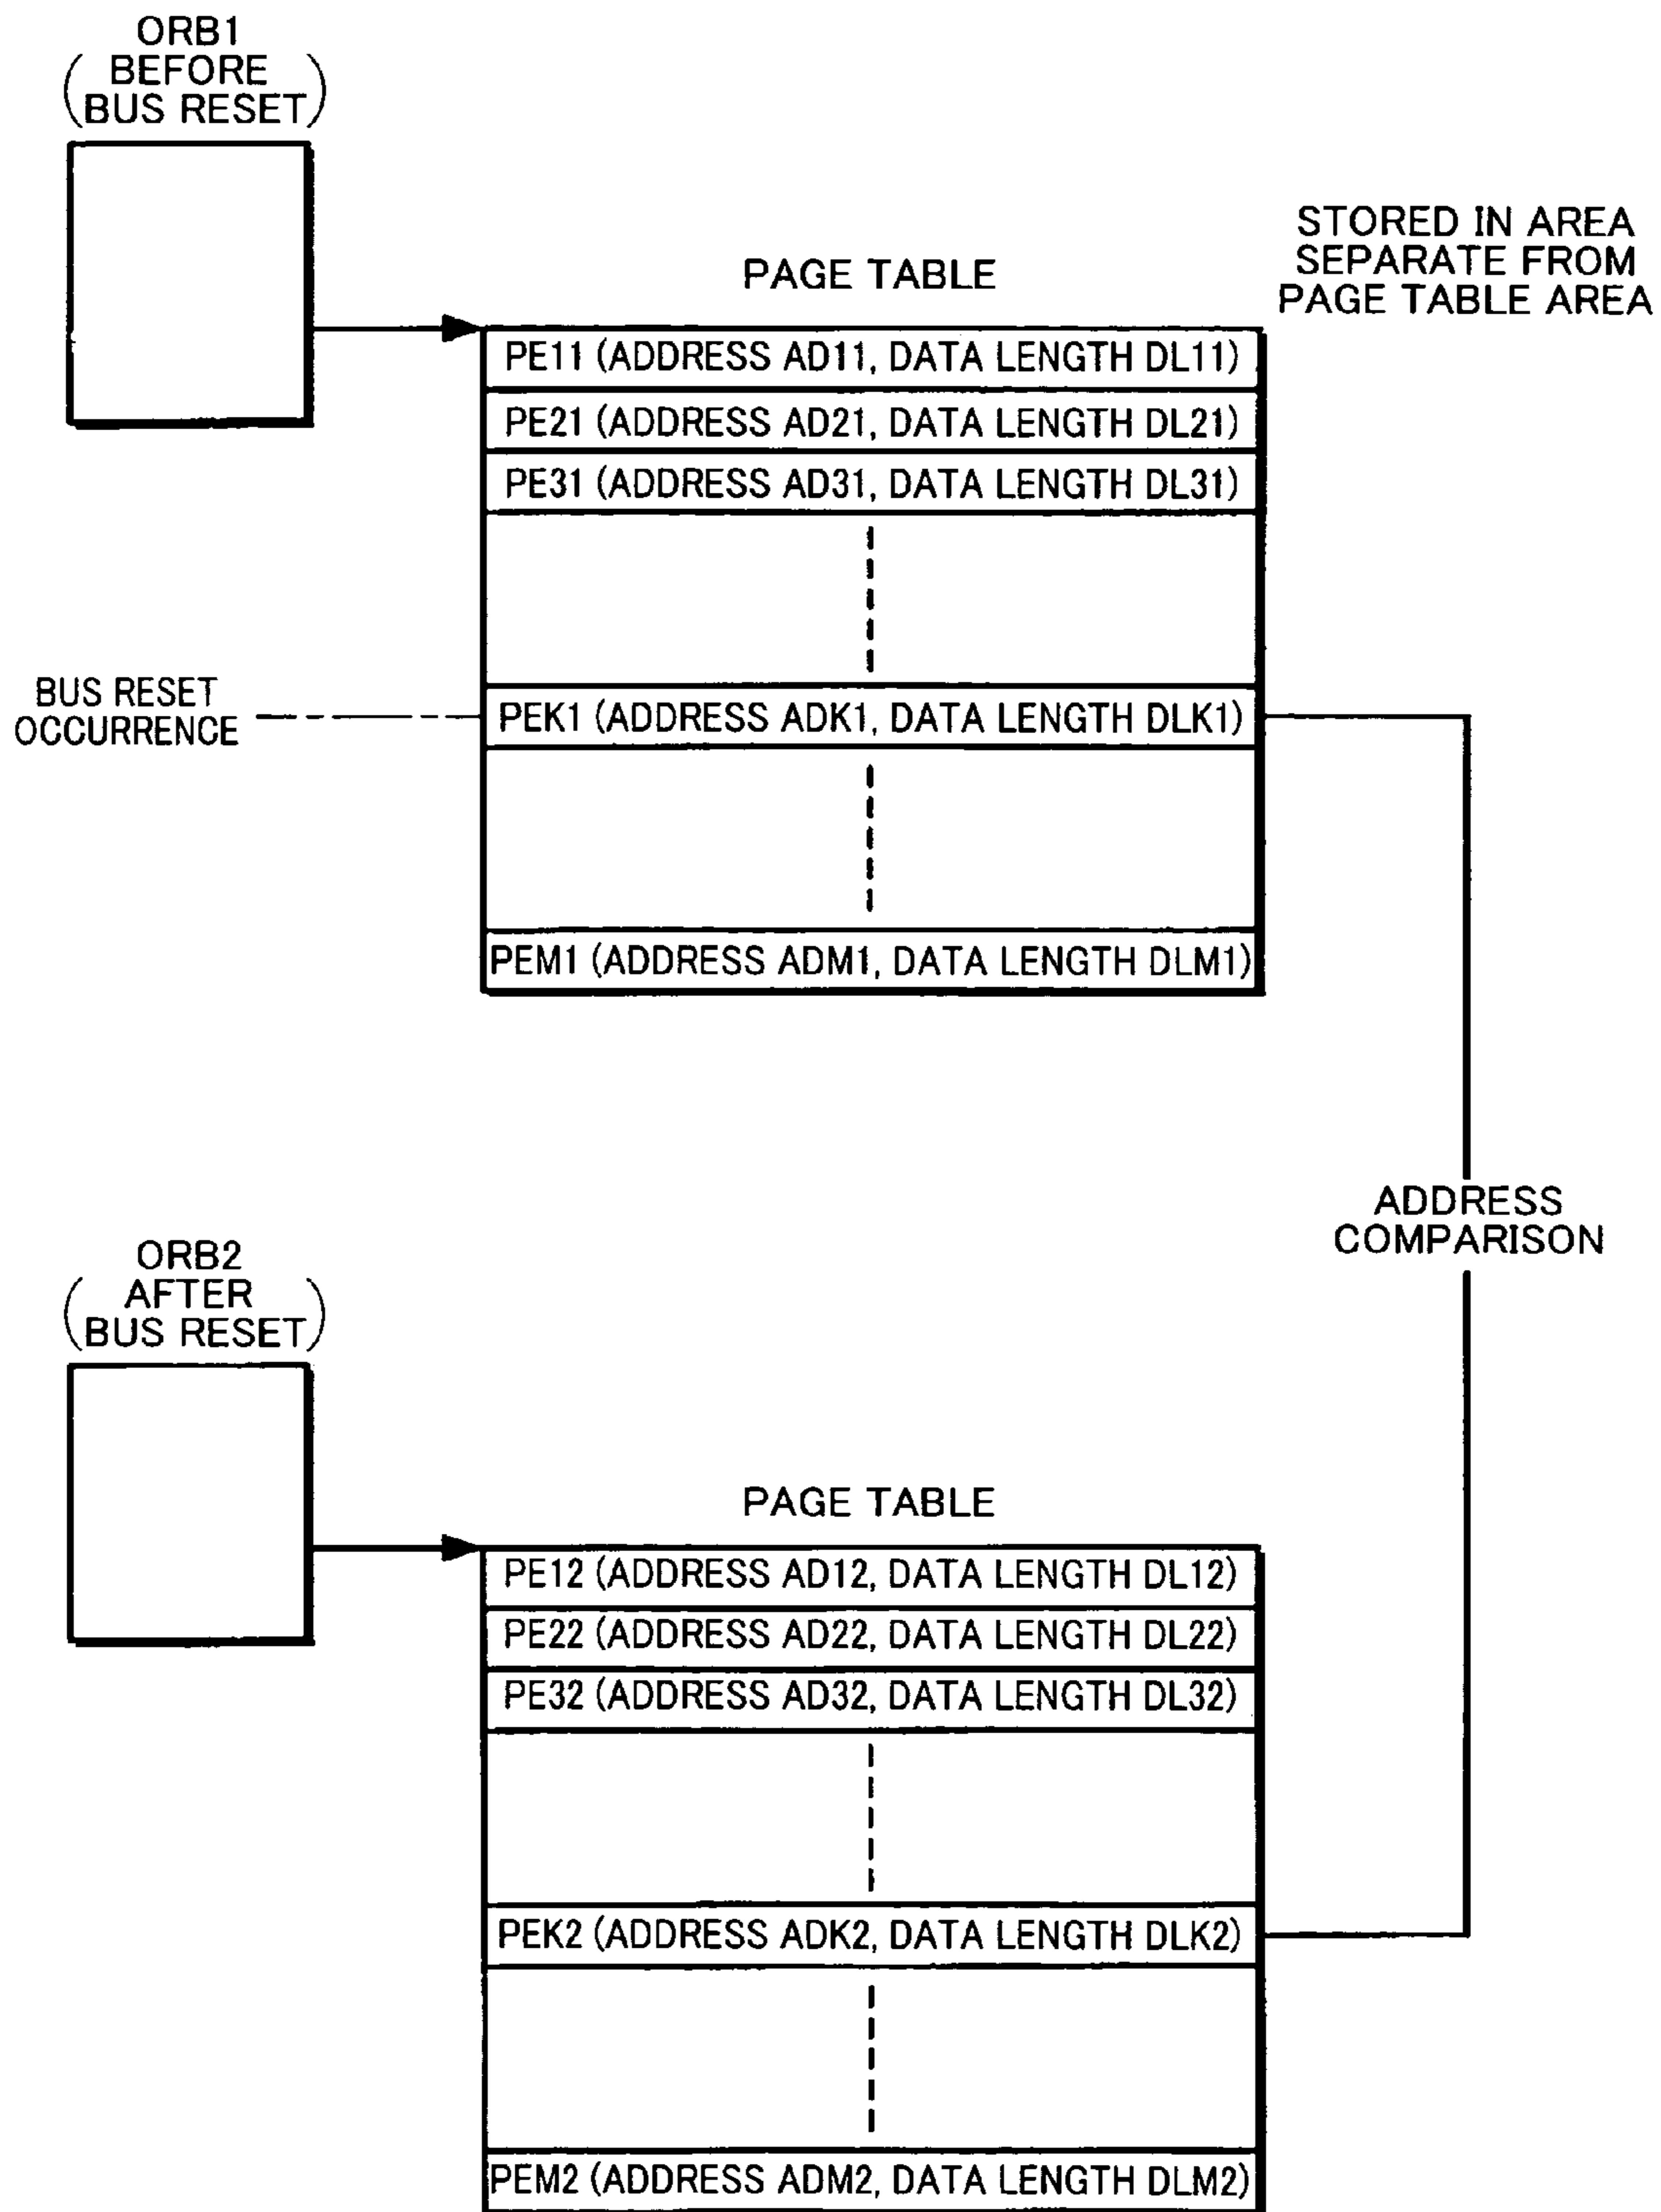 ORB1
(BEFORE
BUS RESET)
STORED IN AREA
SEPARATE FROM
PAGE TABLE AREA
PAGE TABLE
PE11 (ADDRESS AD11, DATA LENGTH DL11)
PE21 (ADDRESS AD21, DATA LENGTH DL21)
PE31 (ADDRESS AD31, DATA LENGTH DL31)
BUS RESET
OCCURRENCE
PEK1 (ADDRESS ADK1, DATA LENGTH DLK1)
PEM1 (ADDRESS ADM1, DATA LENGTH DLM1)
ADDRESS
COMPARISON
ORB2
(AFTER
BUS RESET)
PAGE TABLE
PE12 (ADDRESS AD12, DATA LENGTH DL12)
PE22 (ADDRESS AD22, DATA LENGTH DL22)
PE32 (ADDRESS AD32, DATA LENGTH DL32)
PEK2 (ADDRESS ADK2, DATA LENGTH DLK2)
PEM2 (ADDRESS ADM2, DATA LENGTH DLM2)